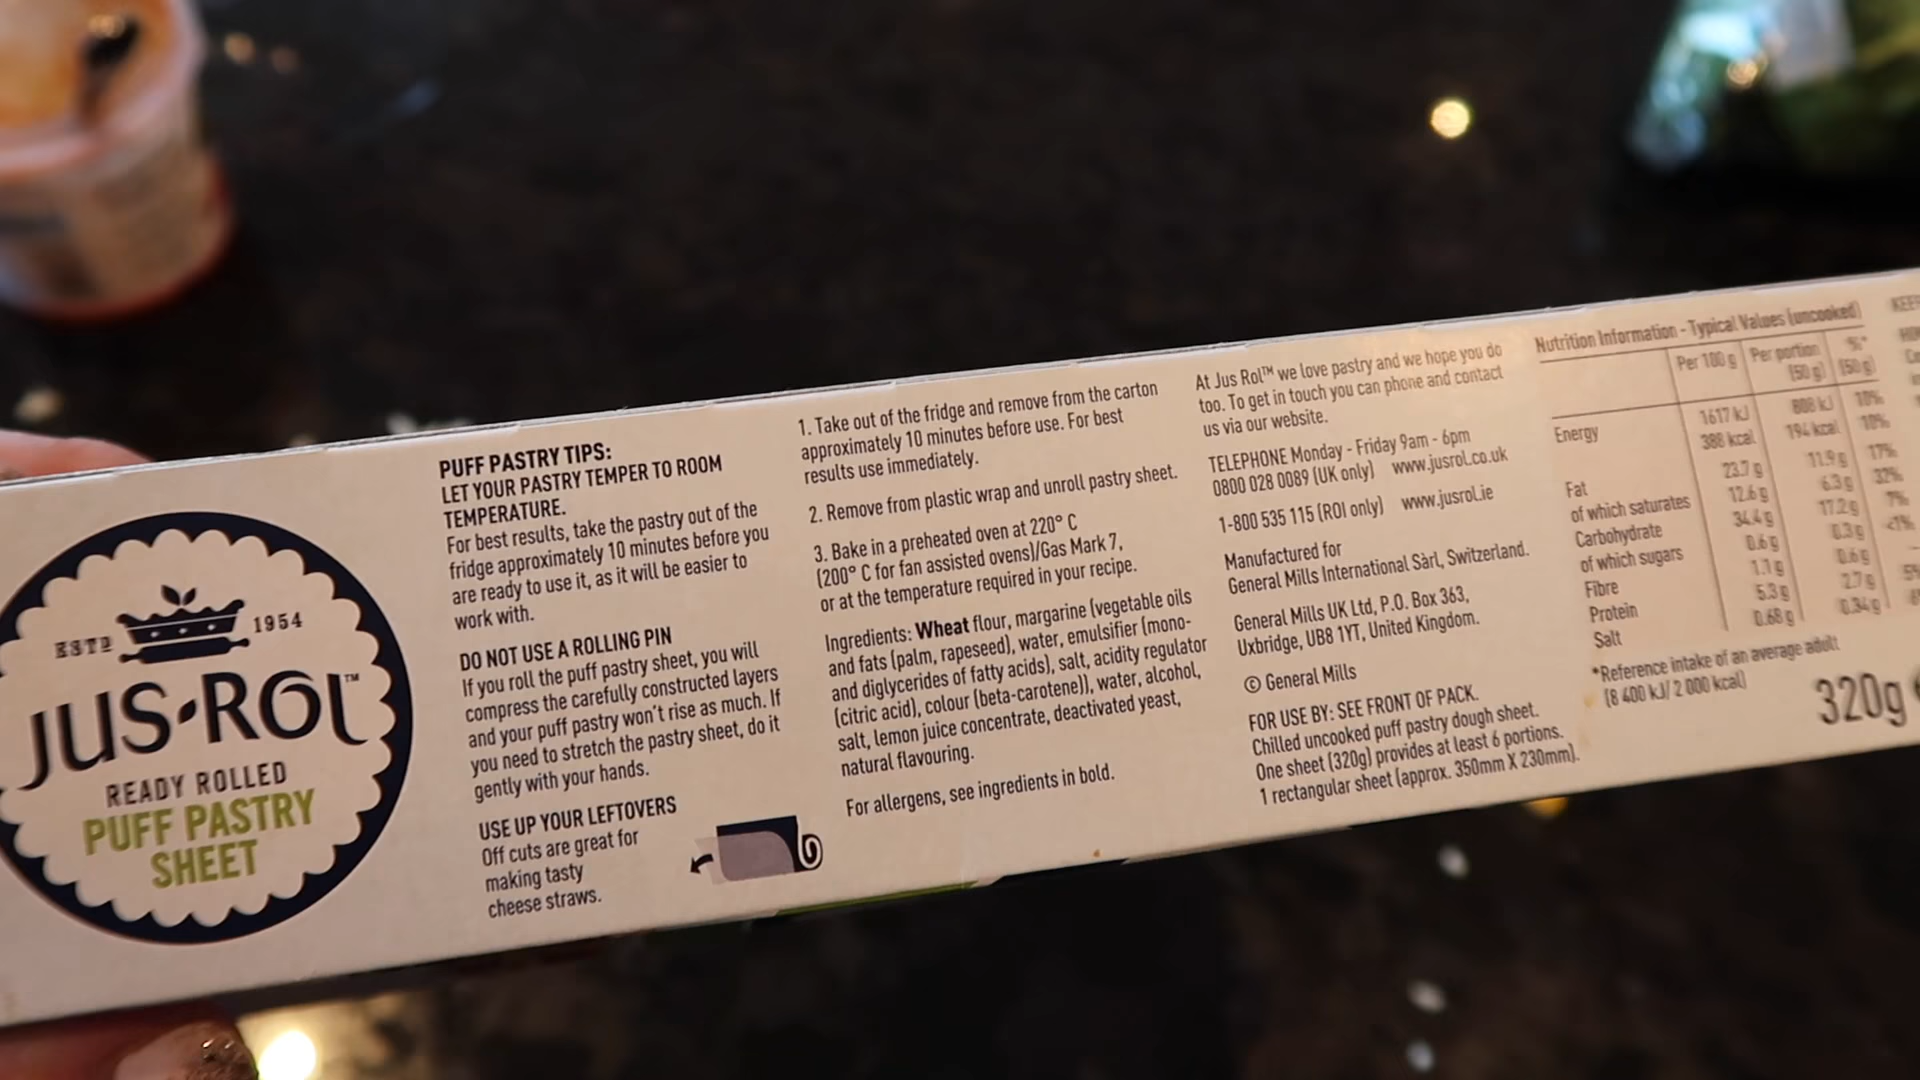 ESTD 1954
JUS·ROL™
READY ROLLED
PUFF PASTRY
SHEET
PUFF PASTRY TIPS:
LET YOUR PASTRY TEMPER TO ROOM
TEMPERATURE.
For best results, take the pastry out of the
fridge approximately 10 minutes before you
are ready to use it, as it will be easier to
work with.
DO NOT USE A ROLLING PIN
If you roll the puff pastry sheet, you will
compress the carefully constructed layers
and your puff pastry won't rise as much. If
you need to stretch the pastry sheet, do it
gently with your hands.
USE UP YOUR LEFTOVERS
Off cuts are great for
making tasty
cheese straws.
1. Take out of the fridge and remove from the carton
approximately 10 minutes before use. For best
results use immediately.
2. Remove from plastic wrap and unroll pastry sheet.
3. Bake in a preheated oven at 220° C
(200° C for fan assisted ovens)/Gas Mark 7,
or at the temperature required in your recipe.
Ingredients: Wheat flour, margarine (vegetable oils
and fats (palm, rapeseed), water, emulsifier (mono-
and diglycerides of fatty acids), salt, acidity regulator
(citric acid), colour (beta-carotene)), water, alcohol,
salt, lemon juice concentrate, deactivated yeast,
natural flavouring.
For allergens, see ingredients in bold.
At Jus Rol™ we love pastry and we hope you do
too. To get in touch you can phone and contact
us via our website.
TELEPHONE Monday - Friday 9am - 6pm
0800 028 0089 (UK only) www.jusrol.co.uk
1-800 535 115 (ROI only) www.jusrol.ie
Manufactured for
General Mills International Sàrl, Switzerland.
General Mills UK Ltd, P.O. Box 363,
Uxbridge, UB8 1YT, United Kingdom.
© General Mills
FOR USE BY: SEE FRONT OF PACK.
Chilled uncooked puff pastry dough sheet.
One sheet (320g) provides at least 6 portions.
1 rectangular sheet (approx. 350mm X 230mm).
Nutrition Information - Typical Values (uncooked)
Per 100 g Per portion %*
(50 g) (50 g)
1617 kJ 808 kJ 10%
Energy 388 kcal 194 kcal 10%
Fat 23.7 g 11.9 g 17%
of which saturates 12.6 g 6.3 g 32%
Carbohydrate 34.4 g 17.2 g 7%
of which sugars 0.6 g 0.3 g <1%
Fibre 1.1 g 0.6 g
Protein 5.3 g 2.7 g
Salt 0.68 g 0.34 g
*Reference intake of an average adult
(8 400 kJ/ 2 000 kcal)
320g